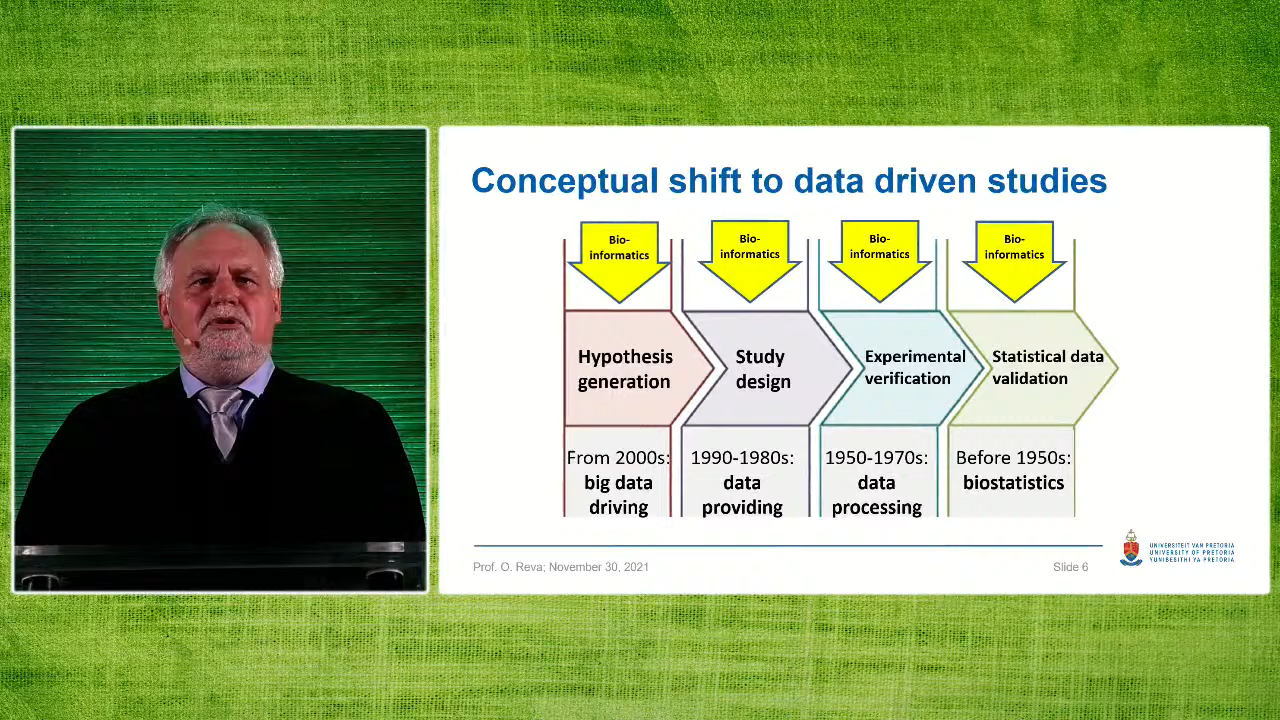 Conceptual shift to data driven studies
Bio-
informatics
Bio-
informatics
Bio-
informatics
Bio-
informatics
Hypothesis
generation
Study
design
Experimental
verification
Statistical data
validation
From 2000s:
big data
driving
1990-1980s:
data
providing
1950-1970s:
data
processing
Before 1950s:
biostatistics
Prof. O. Reva; November 30, 2021
Slide 6
UNIVERSITEIT VAN PRETORIA
UNIVERSITY OF PRETORIA
YUNIBESITHI YA PRETORIA